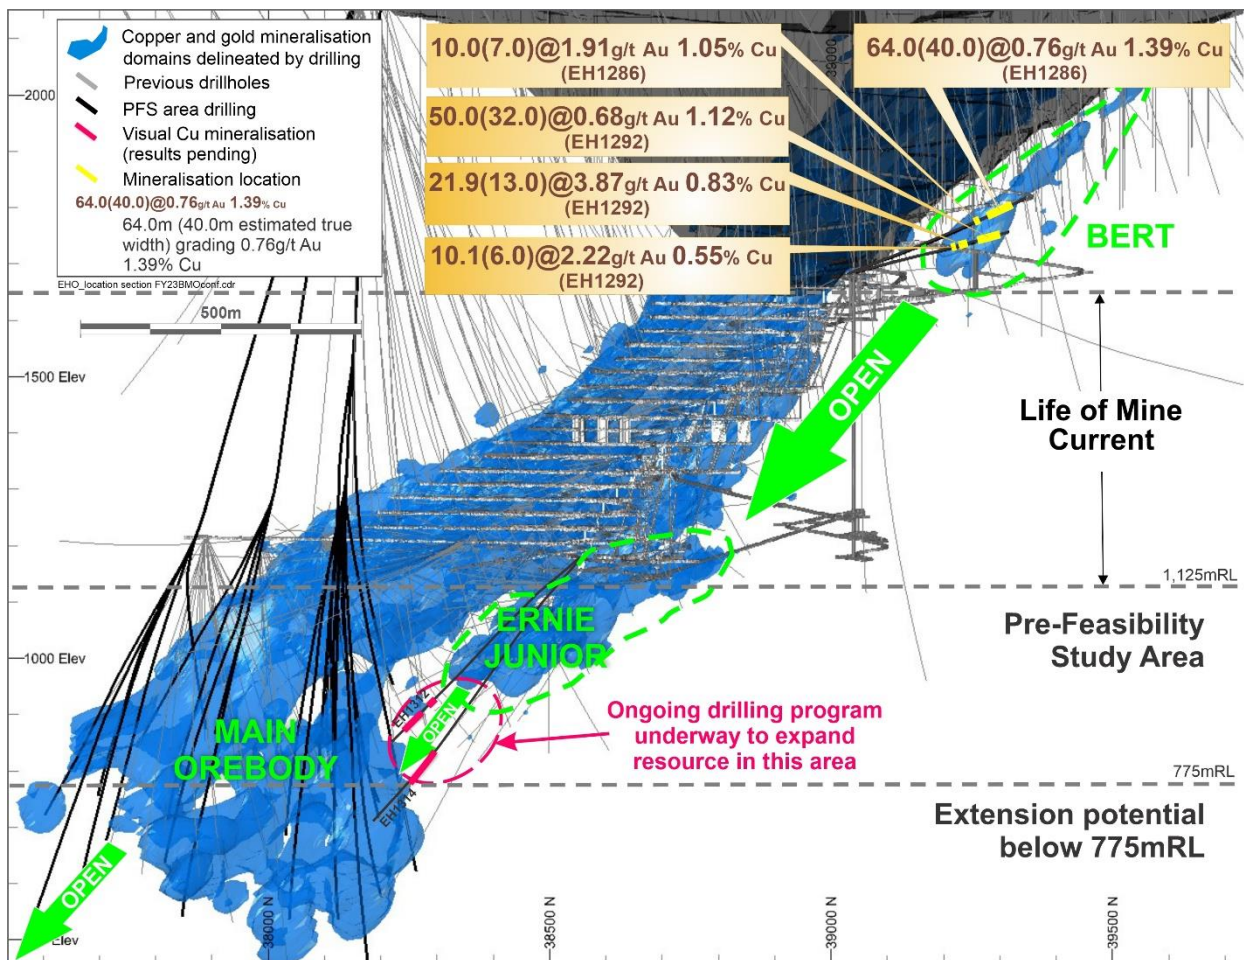 Copper and gold mineralisation
domains delineated by drilling
Previous drillholes
PFS area drilling
Visual Cu mineralisation
(results pending)
Mineralisation location
64.0(40.0)@0.76g/t Au 1.39% Cu
64.0m (40.0m estimated true
width) grading 0.76g/t Au
1.39% Cu
EHO_location section FY23BMOconf.cdr
500m
10.0(7.0)@1.91g/t Au 1.05% Cu
(EH1286)
64.0(40.0)@0.76g/t Au 1.39% Cu
(EH1286)
50.0(32.0)@0.68g/t Au 1.12% Cu
(EH1292)
21.9(13.0)@3.87g/t Au 0.83% Cu
(EH1292)
10.1(6.0)@2.22g/t Au 0.55% Cu
(EH1292)
39000 N
2000
BERT
1500 Elev
OPEN
Life of Mine
Current
1,125mRL
ERNIE
JUNIOR
Pre-Feasibility
Study Area
1000 Elev
EH1312
OPEN
Ongoing drilling program
underway to expand
resource in this area
MAIN
OREBODY
775mRL
EH1314
Extension potential
below 775mRL
OPEN
Elev
38000 N
38500 N
39000 N
39500 N